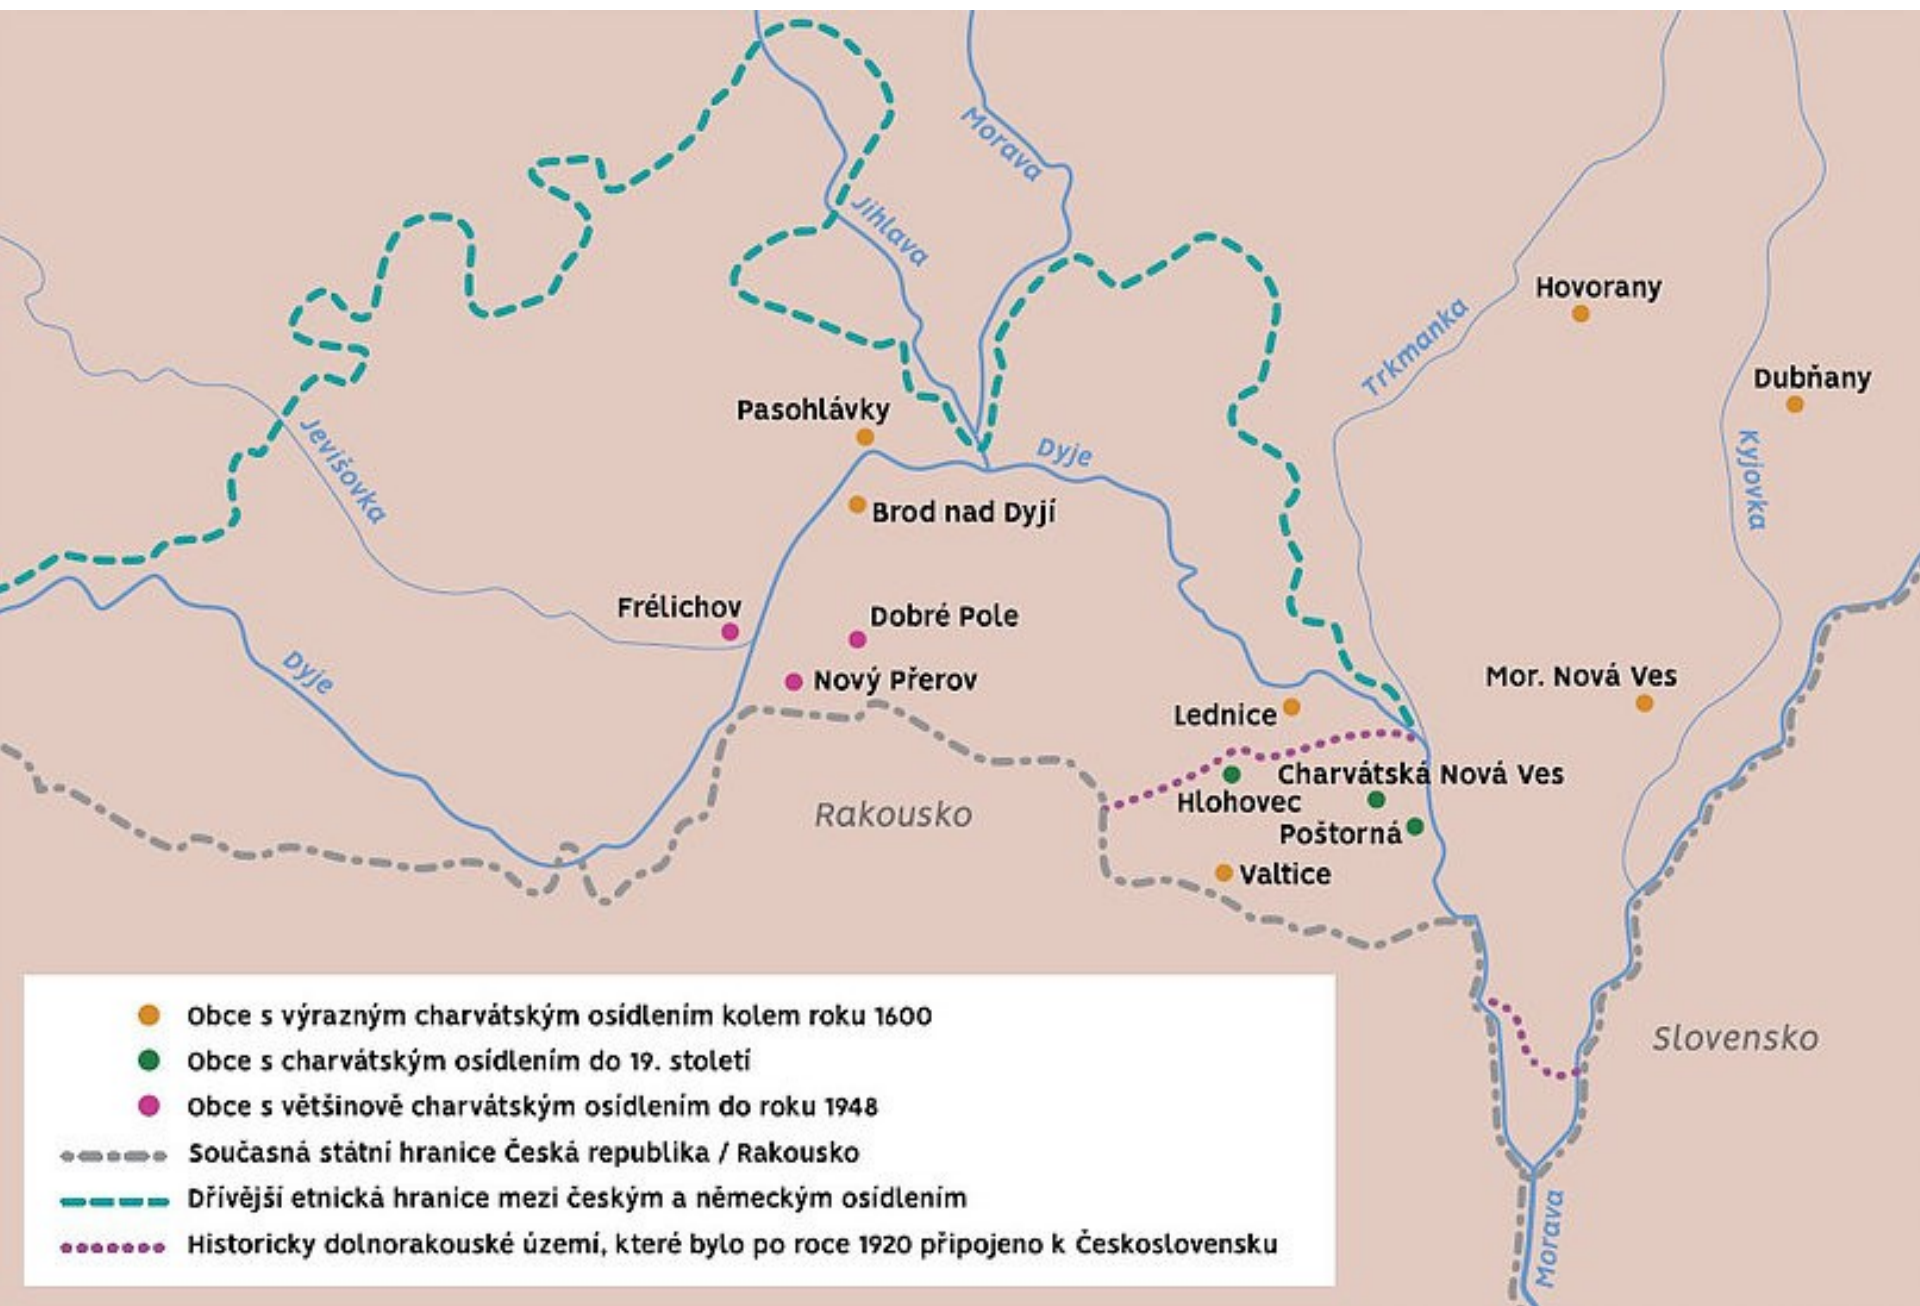 Morava
Jihlava
Hovorany
Trkmanka
Dubňany
Pasohlávky
Jevišovka
Dyje
Kyjovka
Brod nad Dyjí
Frélichov
Dobré Pole
Dyje
Nový Přerov
Mor. Nová Ves
Lednice
Charvátská Nová Ves
Hlohovec
Rakousko
Poštorná
Valtice
Slovensko
Morava
Obce s výrazným charvátským osídlením kolem roku 1600
Obce s charvátským osídlením do 19. století
Obce s většinově charvátským osídlením do roku 1948
Současná státní hranice Česká republika / Rakousko
Dřívější etnická hranice mezi českým a německým osídlením
Historicky dolnorakouské území, které bylo po roce 1920 připojeno k Československu